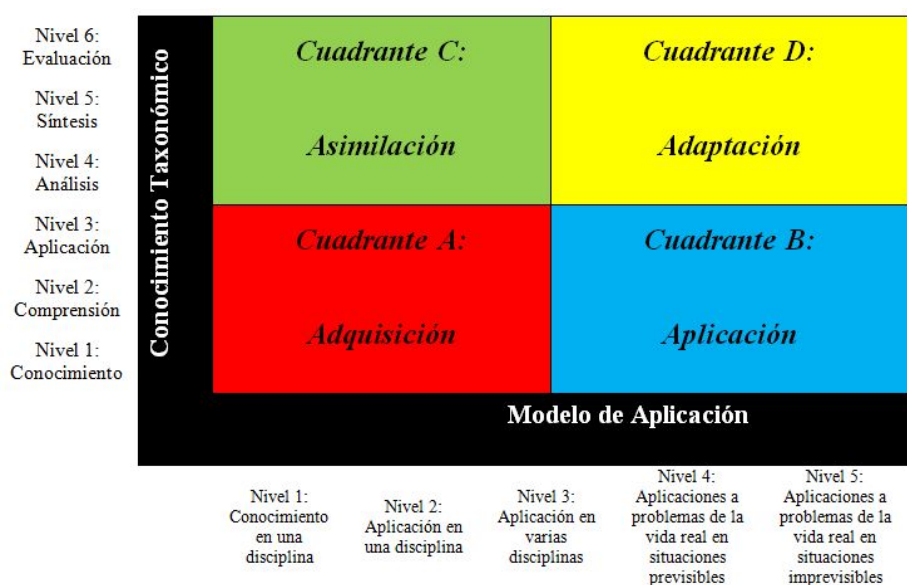 Nivel 6:
Evaluación
Nivel 5:
Síntesis
Nivel 4:
Análisis
Nivel 3:
Aplicación
Nivel 2:
Comprensión
Nivel 1:
Conocimiento
Conocimiento Taxonómico
Cuadrante C:
Asimilación
Cuadrante D:
Adaptación
Cuadrante A:
Adquisición
Cuadrante B:
Aplicación
Modelo de Aplicación
Nivel 1:
Conocimiento
en una
disciplina
Nivel 2:
Aplicación en
una disciplina
Nivel 3:
Aplicación en
varias
disciplinas
Nivel 4:
Aplicaciones a
problemas de la
vida real en
situaciones
previsibles
Nivel 5:
Aplicaciones a
problemas de la
vida real en
situaciones
imprevisibles